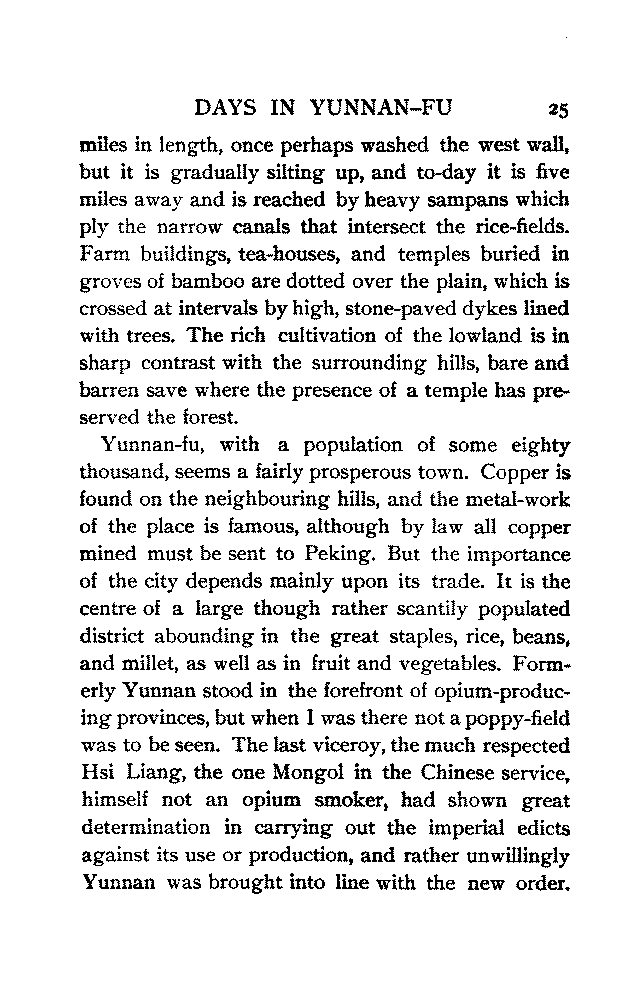 DAYS IN YUNNAN-FU 25
miles in length, once perhaps washed the west wall,
but it is gradually silting up, and to-day it is five
miles away and is reached by heavy sampans which
ply the narrow canals that intersect the rice-fields.
Farm buildings, tea-houses, and temples buried in
groves of bamboo are dotted over the plain, which is
crossed at intervals by high, stone-paved dykes lined
with trees. The rich cultivation of the lowland is in
sharp contrast with the surrounding hills, bare and
barren save where the presence of a temple has pre-
served the forest.
Yunnan-fu, with a population of some eighty
thousand, seems a fairly prosperous town. Copper is
found on the neighbouring hills, and the metal-work
of the place is famous, although by law all copper
mined must be sent to Peking. But the importance
of the city depends mainly upon its trade. It is the
centre of a large though rather scantily populated
district abounding in the great staples, rice, beans,
and millet, as well as in fruit and vegetables. Form-
erly Yunnan stood in the forefront of opium-produc-
ing provinces, but when I was there not a poppy-field
was to be seen. The last viceroy, the much respected
Hsi Liang, the one Mongol in the Chinese service,
himself not an opium smoker, had shown great
determination in carrying out the imperial edicts
against its use or production, and rather unwillingly
Yunnan was brought into line with the new order.